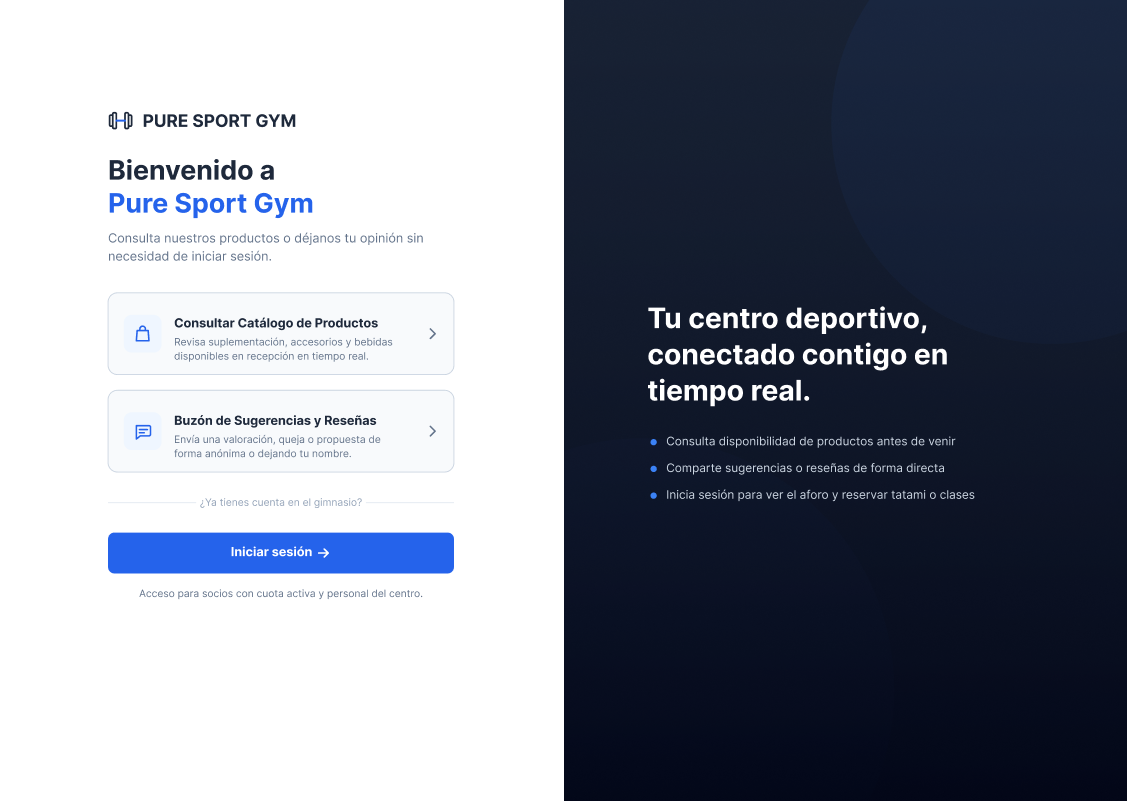 PURE SPORT GYM
Bienvenido a
Pure Sport Gym
Consulta nuestros productos o déjanos tu opinión sin
necesidad de iniciar sesión.
Consultar Catálogo de Productos
Revisa suplementación, accesorios y bebidas
disponibles en recepción en tiempo real.
Buzón de Sugerencias y Reseñas
Envía una valoración, queja o propuesta de
forma anónima o dejando tu nombre.
¿Ya tienes cuenta en el gimnasio?
Iniciar sesión →
Acceso para socios con cuota activa y personal del centro.
Tu centro deportivo,
conectado contigo en
tiempo real.
Consulta disponibilidad de productos antes de venir
Comparte sugerencias o reseñas de forma directa
Inicia sesión para ver el aforo y reservar tatami o clases